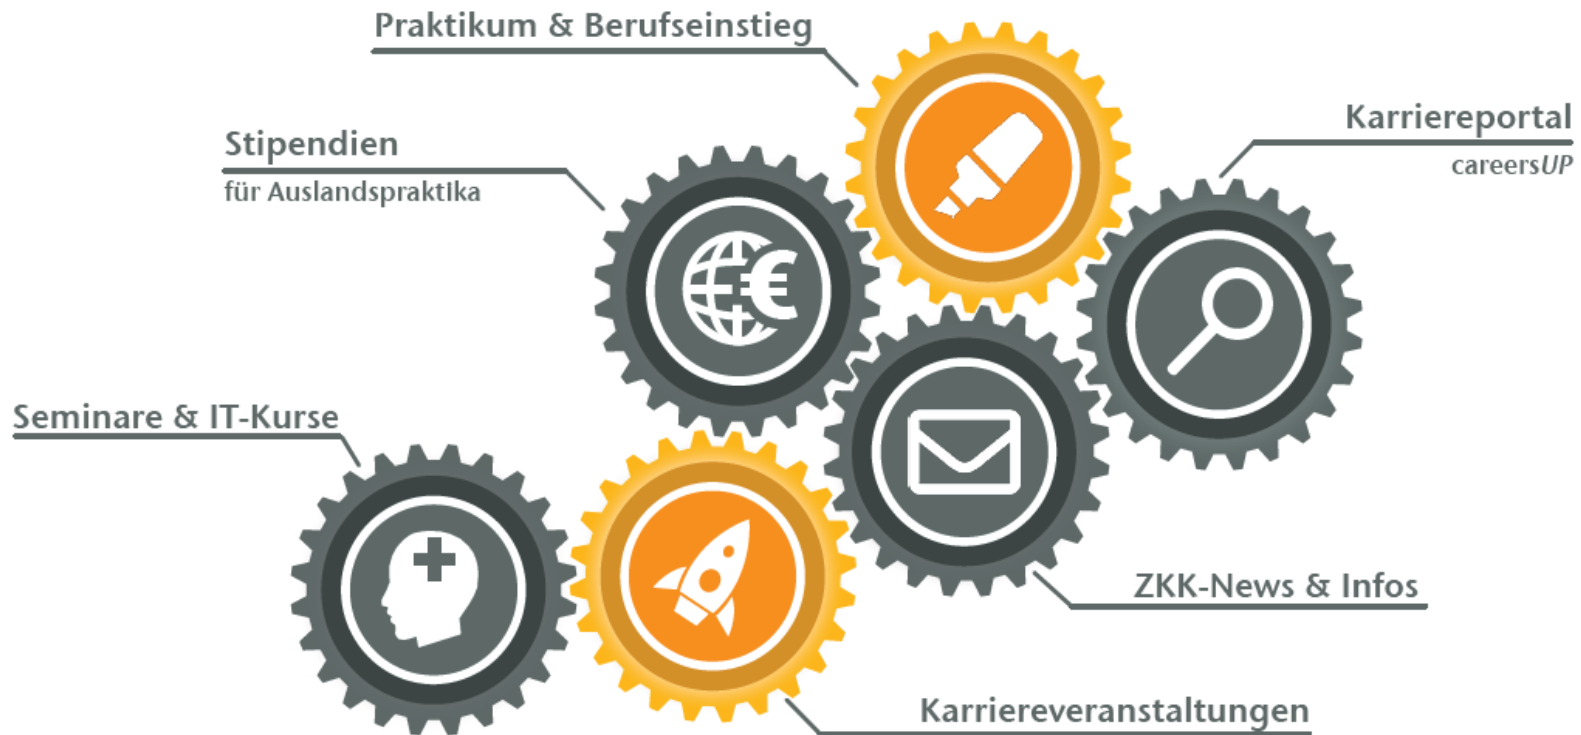 Praktikum & Berufseinstieg
Karriereportal
careersUP
Stipendien
für Auslandspraktika
Seminare & IT-Kurse
ZKK-News & Infos
Karriereveranstaltungen